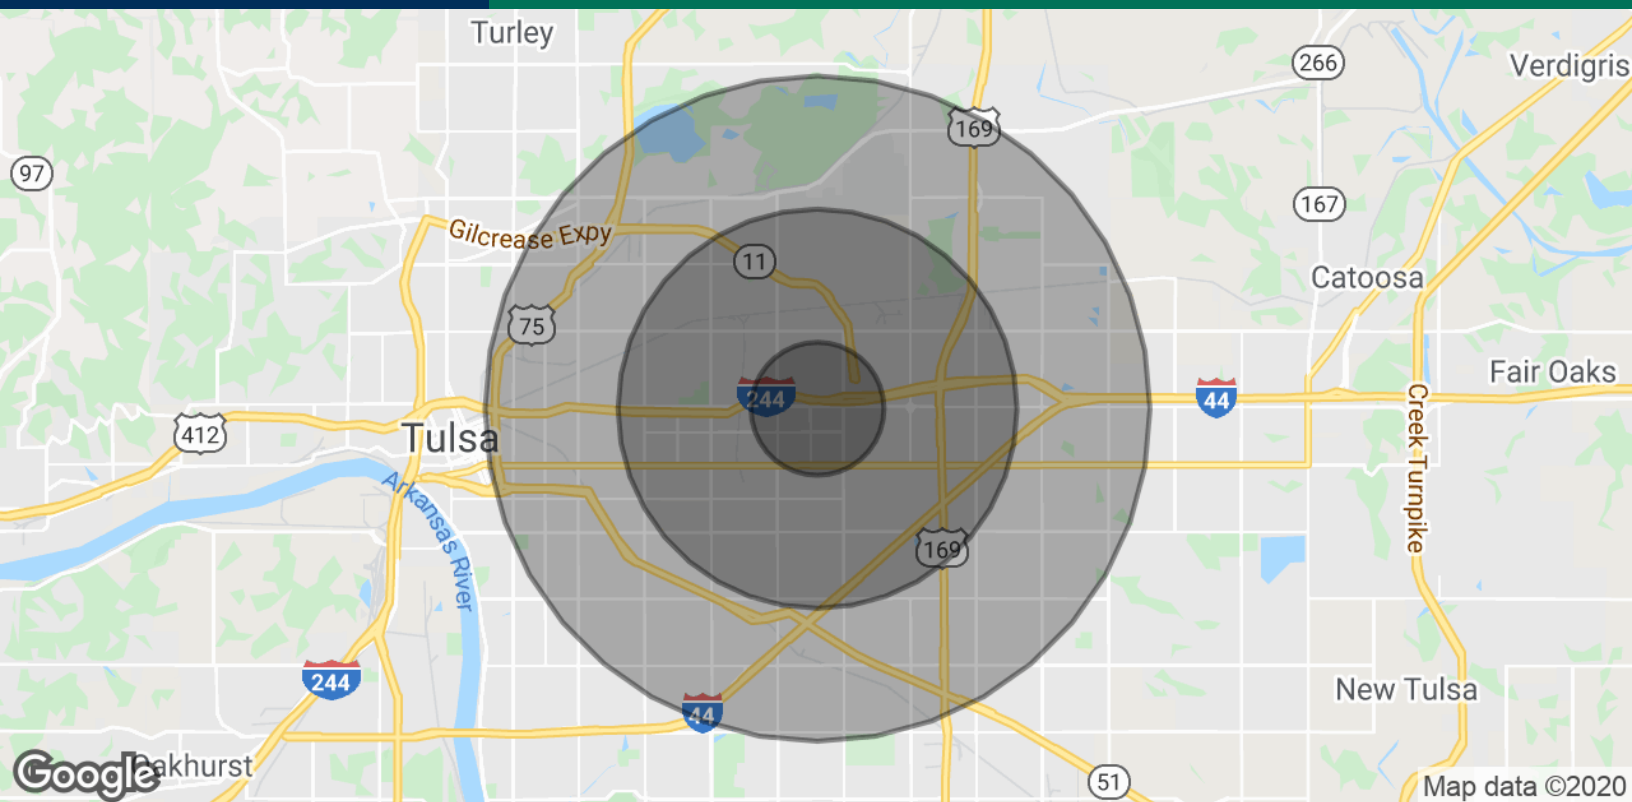 Turley
266
Verdigris
169
97
167
Gilcrease Expy
11
Catoosa
75
Fair Oaks
244
44
412
Tulsa
Creek Turnpike
Arkansas River
169
244
New Tulsa
44
Oakhurst
Google
51
Map data ©2020